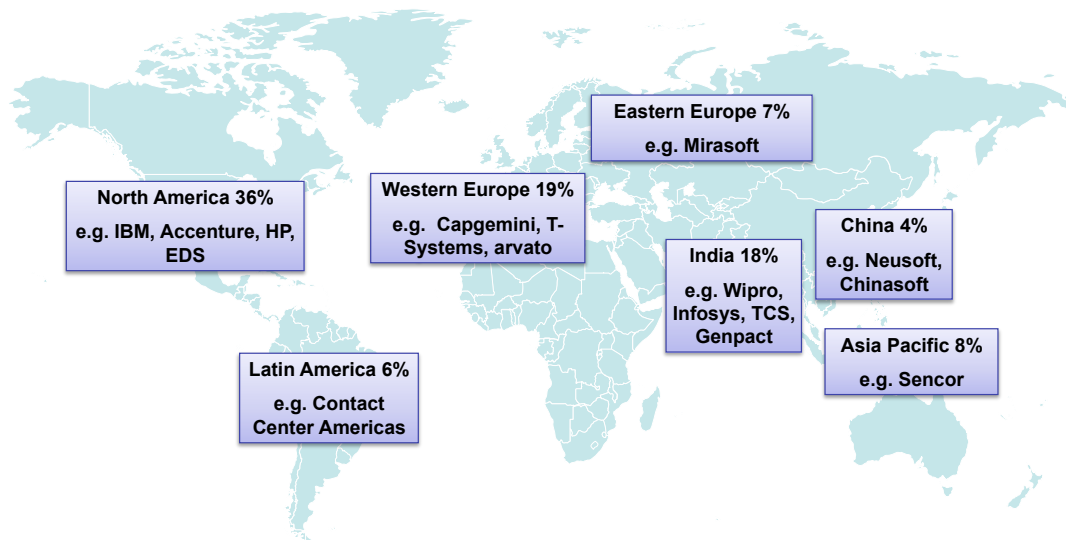 Eastern Europe 7%
e.g. Mirasoft
North America 36%
e.g. IBM, Accenture, HP,
EDS
Western Europe 19%
e.g. Capgemini, T-
Systems, arvato
China 4%
e.g. Neusoft,
Chinasoft
India 18%
e.g. Wipro,
Infosys, TCS,
Genpact
Asia Pacific 8%
e.g. Sencor
Latin America 6%
e.g. Contact
Center Americas